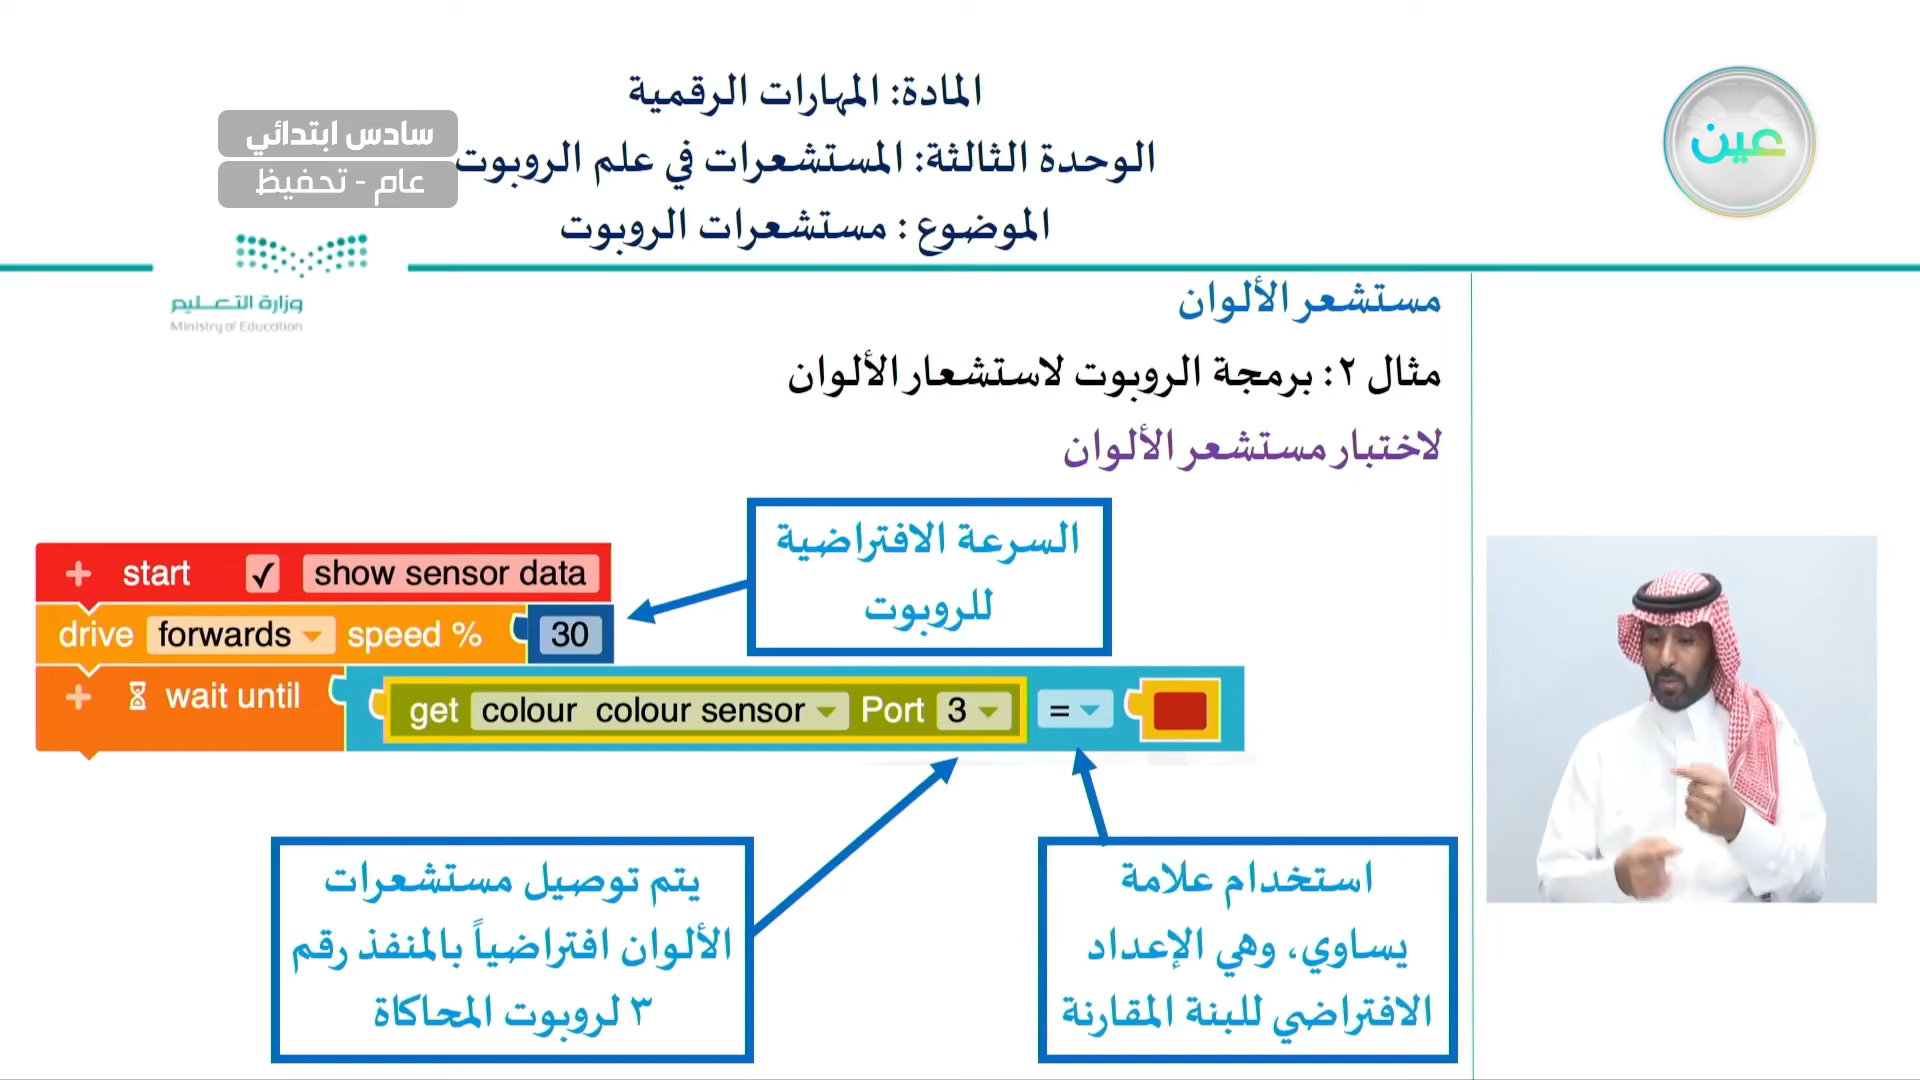 المادة: المهارات الرقمية
الوحدة الثالثة: المستشعرات في علم الروبوت
الموضوع : مستشعرات الروبوت
عين
سادس ابتدائي
عام - تحفيظ
وزارة التعليم
Ministry of Education
مستشعر الألوان
مثال ٢: برمجة الروبوت لاستشعار الألوان
لاختبار مستشعر الألوان
السرعة الافتراضية
للروبوت
+ start ✓ show sensor data
drive forwards speed % 30
+ wait until get colour colour sensor Port 3 =
يتم توصيل مستشعرات
الألوان افتراضياً بالمنفذ رقم
٣ لروبوت المحاكاة
استخدام علامة
يساوي، وهي الإعداد
الافتراضي للبنة المقارنة